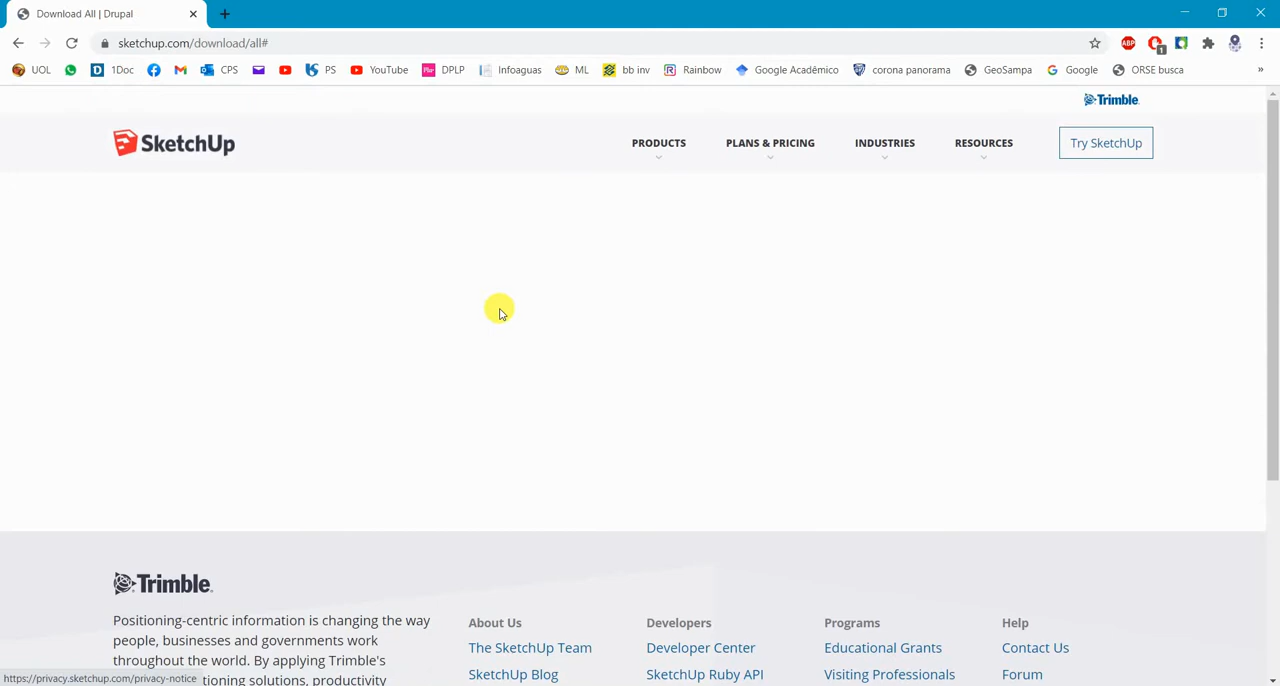 Download All | Drupal
sketchup.com/download/all#
ABP
1
UOL
1Doc
CPS
PS
YouTube
Plor DPLP
Infoaguas
ML
bb inv
Rainbow
Google Acadêmico
corona panorama
GeoSampa
Google
ORSE busca
»
Trimble
SketchUp
PRODUCTS
PLANS & PRICING
INDUSTRIES
RESOURCES
Try SketchUp
Trimble
Positioning-centric information is changing the way
people, businesses and governments work
throughout the world. By applying Trimble's
tioning solutions, productivity
About Us
The SketchUp Team
SketchUp Blog
Developers
Developer Center
SketchUp Ruby API
Programs
Educational Grants
Visiting Professionals
Help
Contact Us
Forum
https://privacy.sketchup.com/privacy-notice